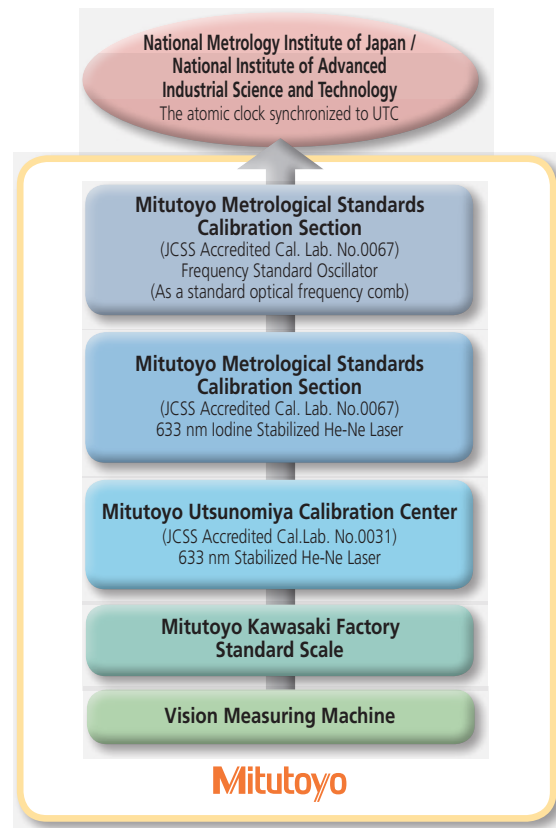 National Metrology Institute of Japan /
National Institute of Advanced
Industrial Science and Technology
The atomic clock synchronized to UTC
Mitutoyo Metrological Standards
Calibration Section
(JCSS Accredited Cal. Lab. No.0067)
Frequency Standard Oscillator
(As a standard optical frequency comb)
Mitutoyo Metrological Standards
Calibration Section
(JCSS Accredited Cal. Lab. No.0067)
633 nm Iodine Stabilized He-Ne Laser
Mitutoyo Utsunomiya Calibration Center
(JCSS Accredited Cal.Lab. No.0031)
633 nm Stabilized He-Ne Laser
Mitutoyo Kawasaki Factory
Standard Scale
Vision Measuring Machine
Mitutoyo